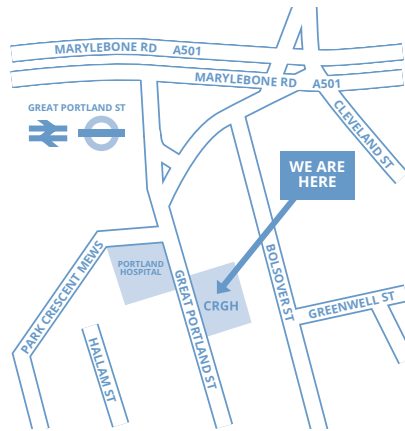 MARYLEBONE RD A501
MARYLEBONE RD A501
GREAT PORTLAND ST
CLEVELAND ST
WE ARE
HERE
PARK CRESCENT MEWS
PORTLAND
HOSPITAL
GREAT PORTLAND ST
CRGH
BOLSOVER ST
GREENWELL ST
HALLAM ST